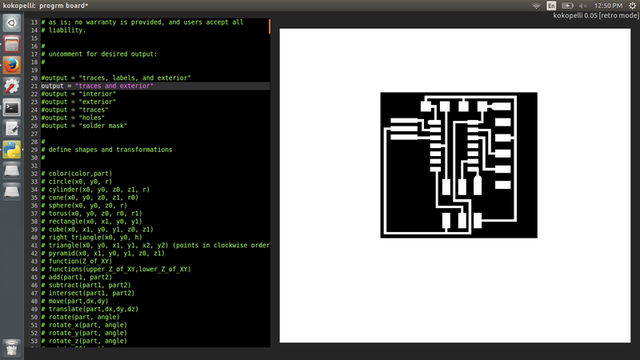 kokopelli: progrm board*
En
12:50 PM
kokopelli 0.05 [retro mode]
13 # as is; no warranty is provided, and users accept all
14 # liability.
15
16 #
17 # uncomment for desired output:
18 #
19
20 #output = "traces, labels, and exterior"
21 output = "traces and exterior"
22 #output = "interior"
23 #output = "exterior"
24 #output = "traces"
25 #output = "holes"
26 #output = "solder mask"
27
28 #
29 # define shapes and transformations
30 #
31
32 # color(color,part)
33 # circle(x0, y0, r)
34 # cylinder(x0, y0, z0, z1, r)
35 # cone(x0, y0, z0, z1, r0)
36 # sphere(x0, y0, z0, r)
37 # torus(x0, y0, z0, r0, r1)
38 # rectangle(x0, x1, y0, y1)
39 # cube(x0, x1, y0, y1, z0, z1)
40 # right_triangle(x0, y0, h)
41 # triangle(x0, y0, x1, y1, x2, y2) (points in clockwise order
42 # pyramid(x0, x1, y0, y1, z0, z1)
43 # function(Z_of_XY)
44 # functions(upper_Z_of_XY,lower_Z_of_XY)
45 # add(part1, part2)
46 # subtract(part1, part2)
47 # intersect(part1, part2)
48 # move(part,dx,dy)
49 # translate(part,dx,dy,dz)
50 # rotate(part, angle)
51 # rotate_x(part, angle)
52 # rotate_y(part, angle)
53 # rotate_z(part, angle)